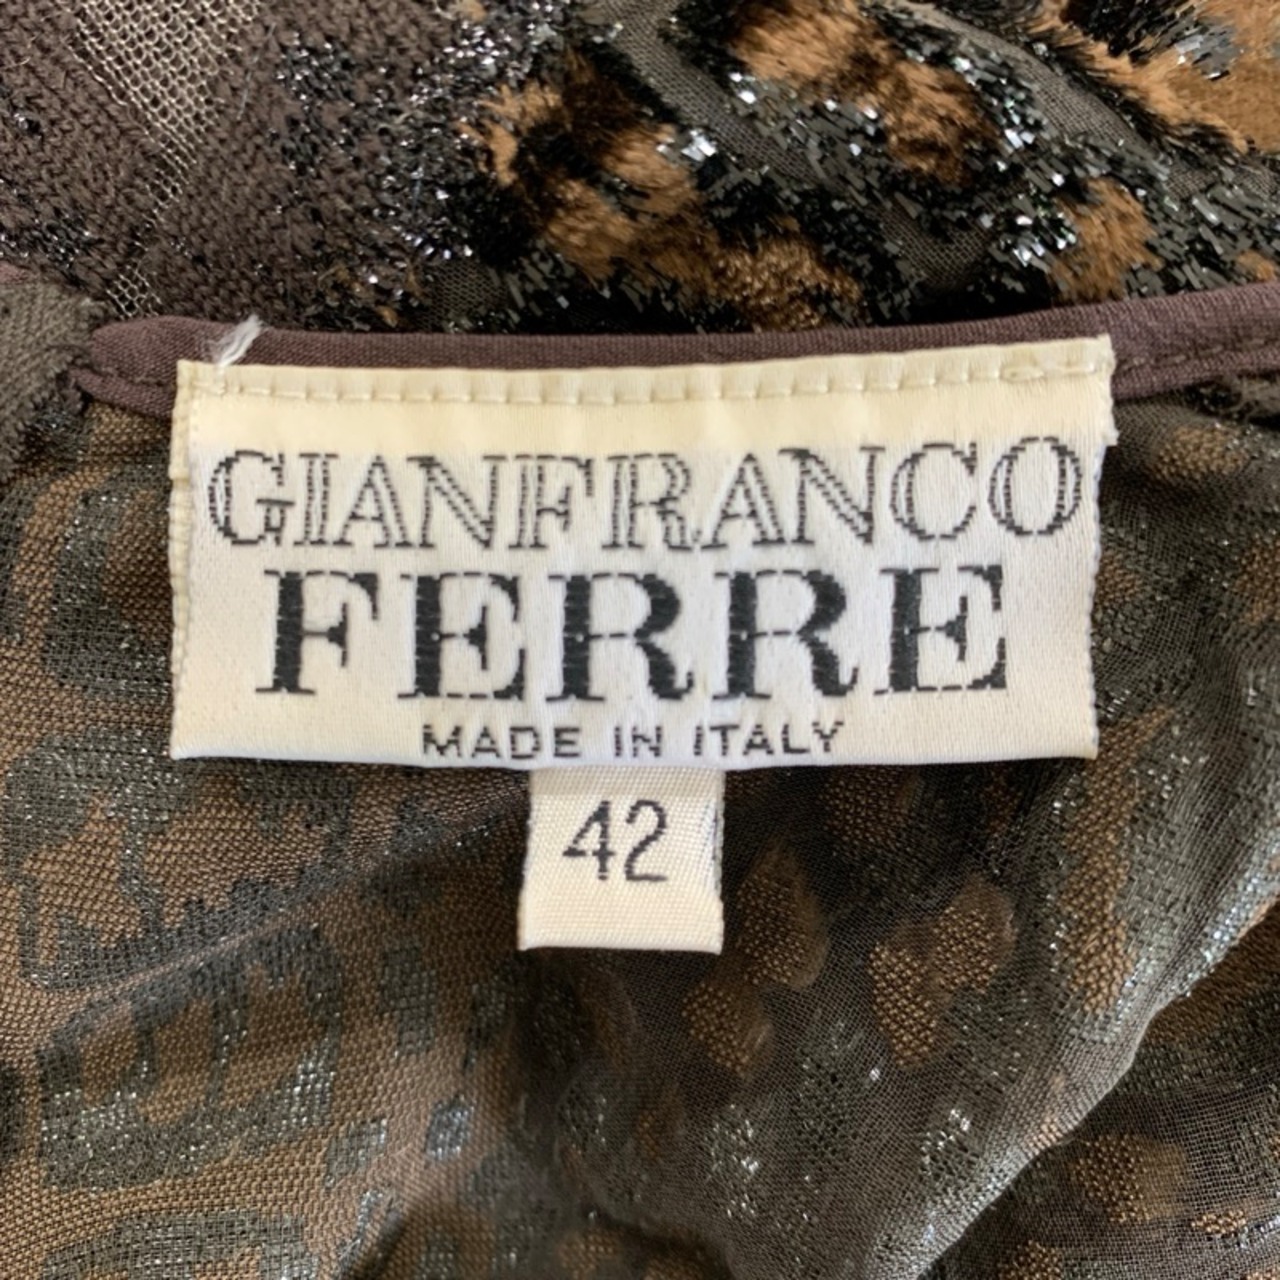 GIANFRANCO
FERRE
MADE IN ITALY
42